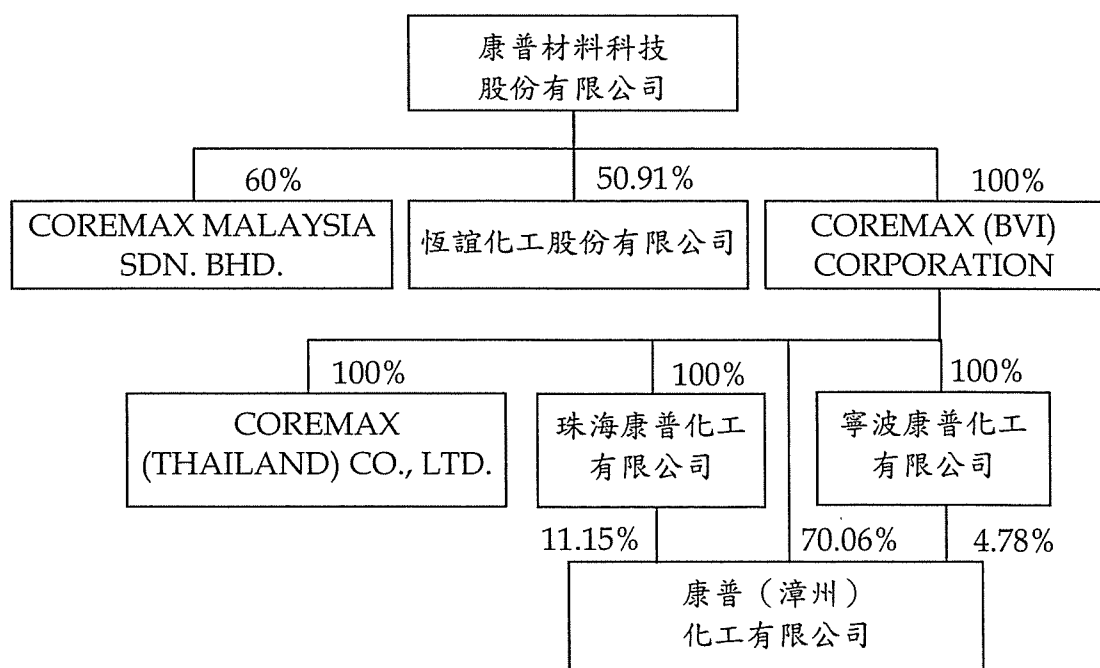 康普材料科技
股份有限公司
60%
50.91%
100%
COREMAX MALAYSIA
SDN. BHD.
恆誼化工股份有限公司
COREMAX (BVI)
CORPORATION
100%
100%
100%
COREMAX
(THAILAND) CO., LTD.
珠海康普化工
有限公司
寧波康普化工
有限公司
11.15%
70.06%
4.78%
康普（漳州）
化工有限公司